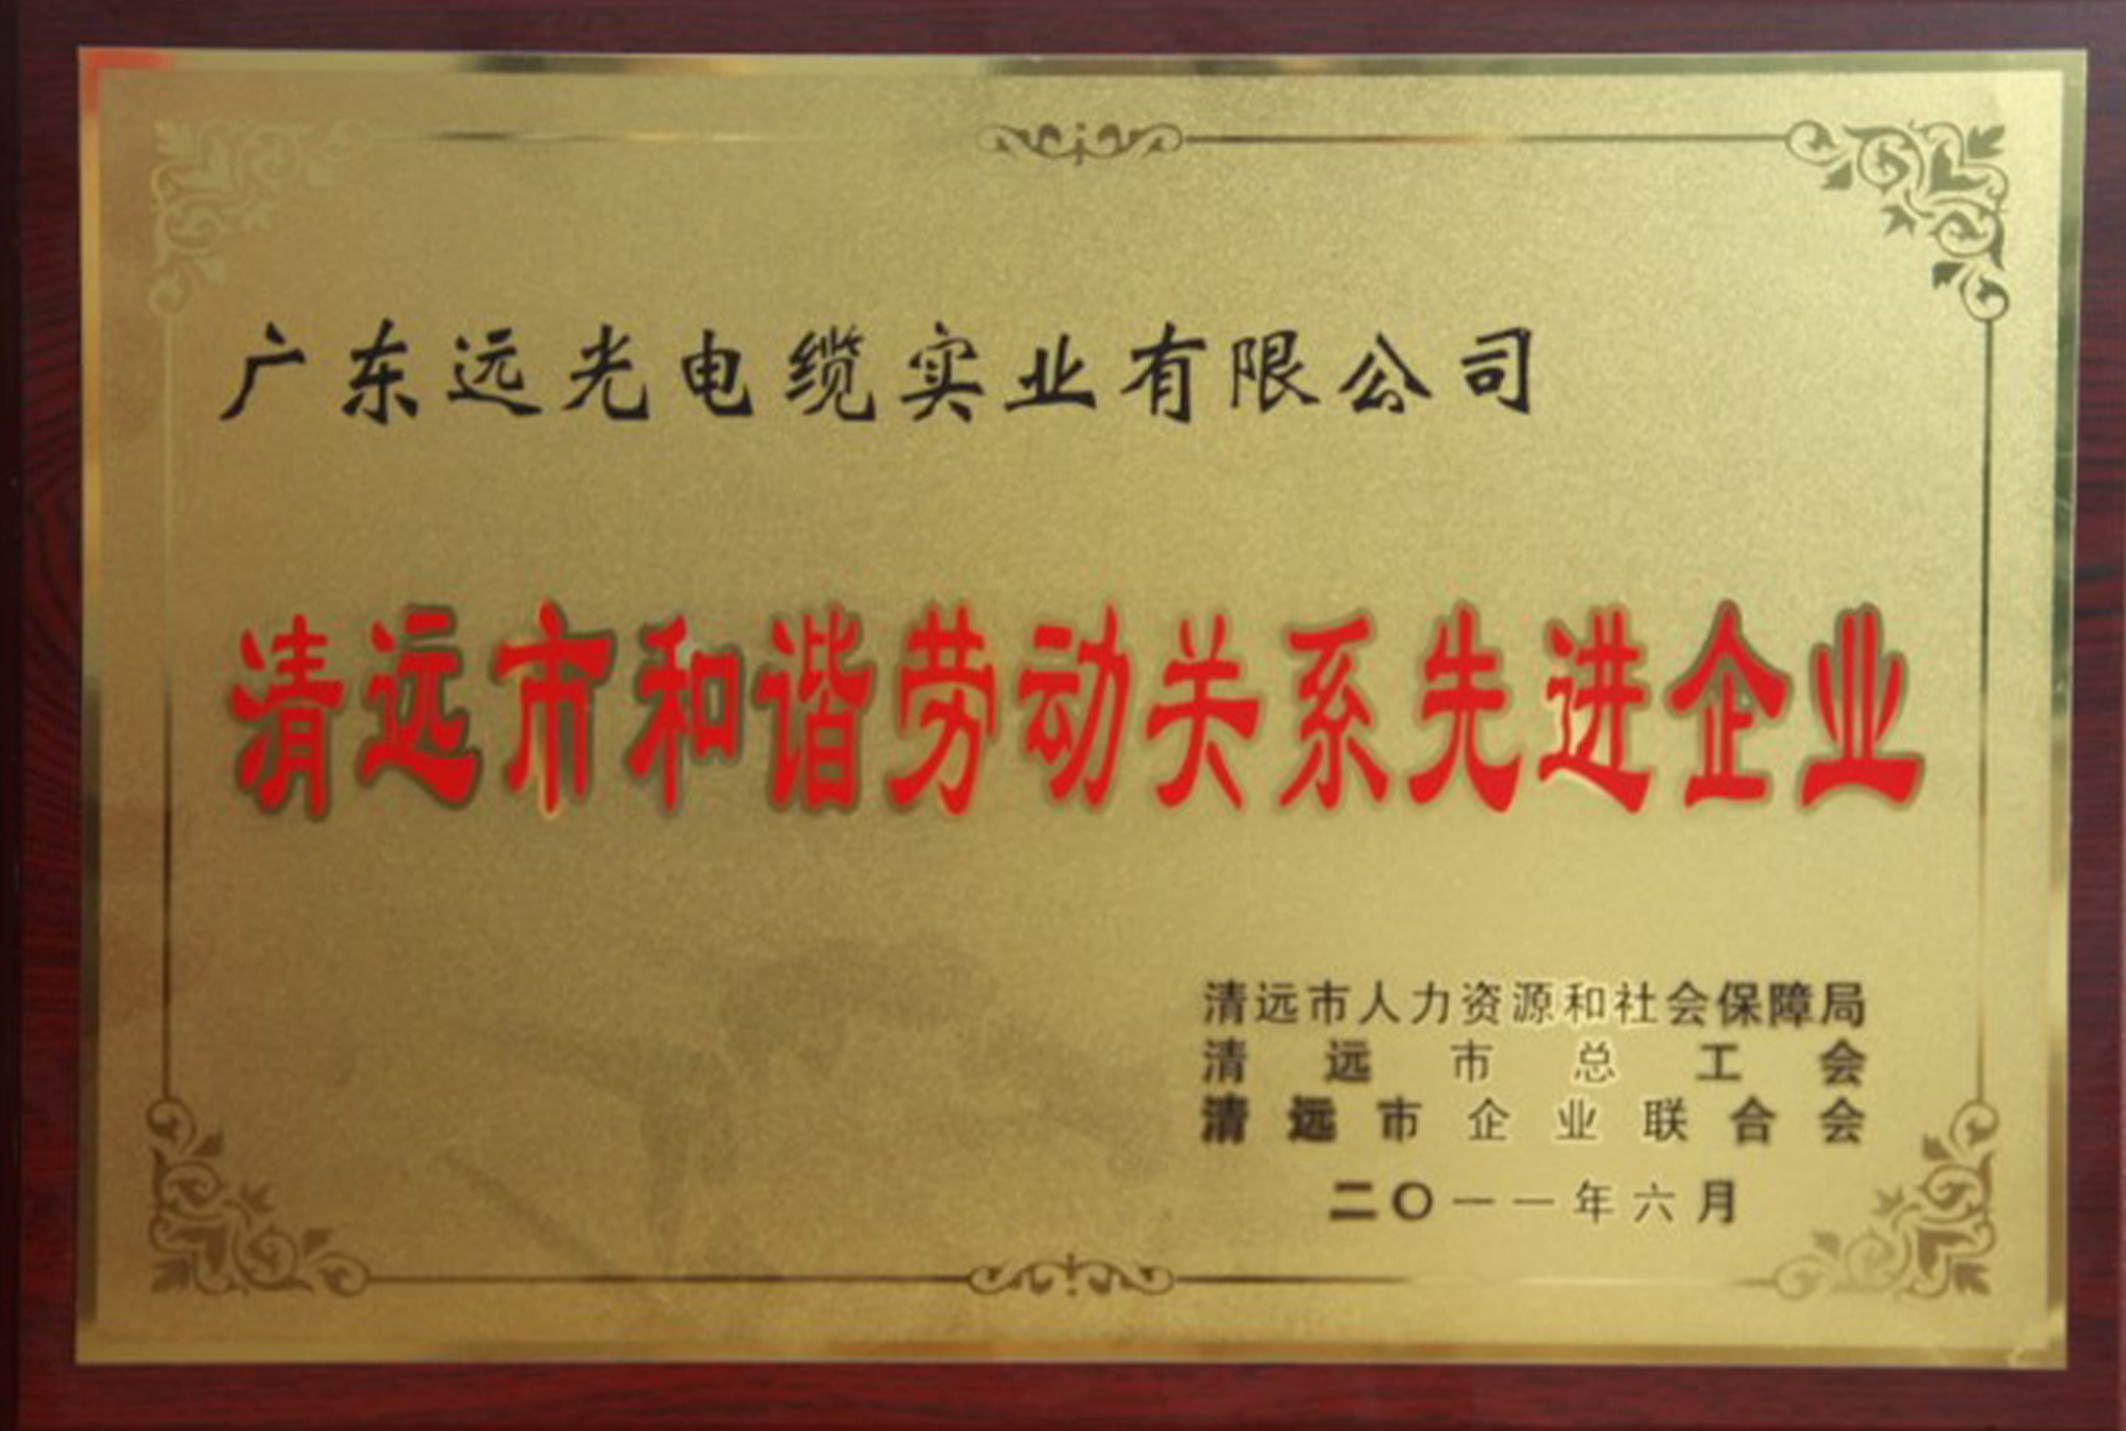 广东远光电缆实业有限公司
清远市和谐劳动关系先进企业
清远市人力资源和社会保障局
清远市总工会
清远市企业联合会
二〇一一年六月